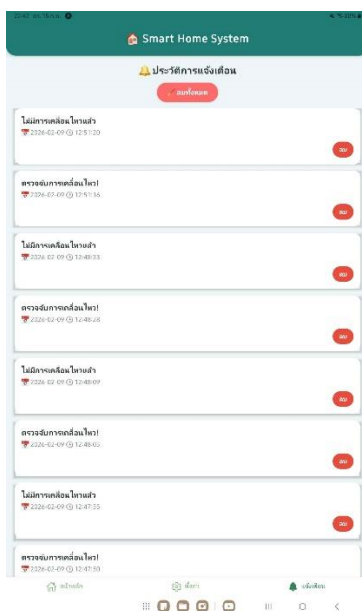 🏠 Smart Home System
🔔 ประวัติการแจ้งเตือน
ลบทั้งหมด
ไม่มีการเคลื่อนไหวแล้ว
📅 2026-02-09 🕒 12:51:20
ลบ
ตรวจจับการเคลื่อนไหว!
📅 2026-02-09 🕒 12:51:16
ลบ
ไม่มีการเคลื่อนไหวแล้ว
📅 2026-02-09 🕒 12:48:33
ลบ
ตรวจจับการเคลื่อนไหว!
📅 2026-02-09 🕒 12:48:28
ลบ
ไม่มีการเคลื่อนไหวแล้ว
📅 2026-02-09 🕒 12:48:09
ลบ
ตรวจจับการเคลื่อนไหว!
📅 2026-02-09 🕒 12:48:05
ลบ
ไม่มีการเคลื่อนไหวแล้ว
📅 2026-02-09 🕒 12:47:55
ลบ
ตรวจจับการเคลื่อนไหว!
📅 2026-02-09 🕒 12:47:50
หน้าหลัก
ตั้งค่า
แจ้งเตือน